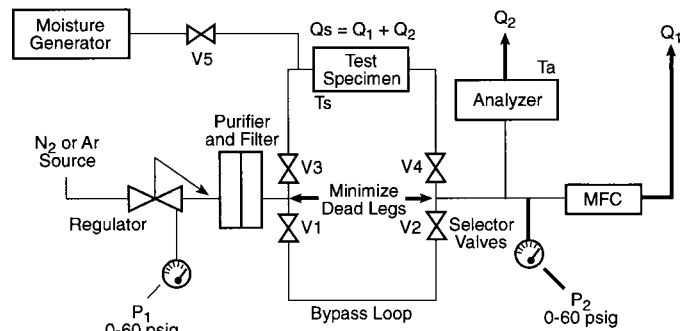 Moisture
Generator
V5
Qs = Q1 + Q2
Test
Specimen
Ts
Q2
Ta
Analyzer
Q1
Purifier
and Filter
N2 or Ar
Source
Regulator
V3
V4
Minimize
Dead Legs
V1
V2
Selector
Valves
MFC
P1
0-60 psig
Bypass Loop
P2
0-60 psig